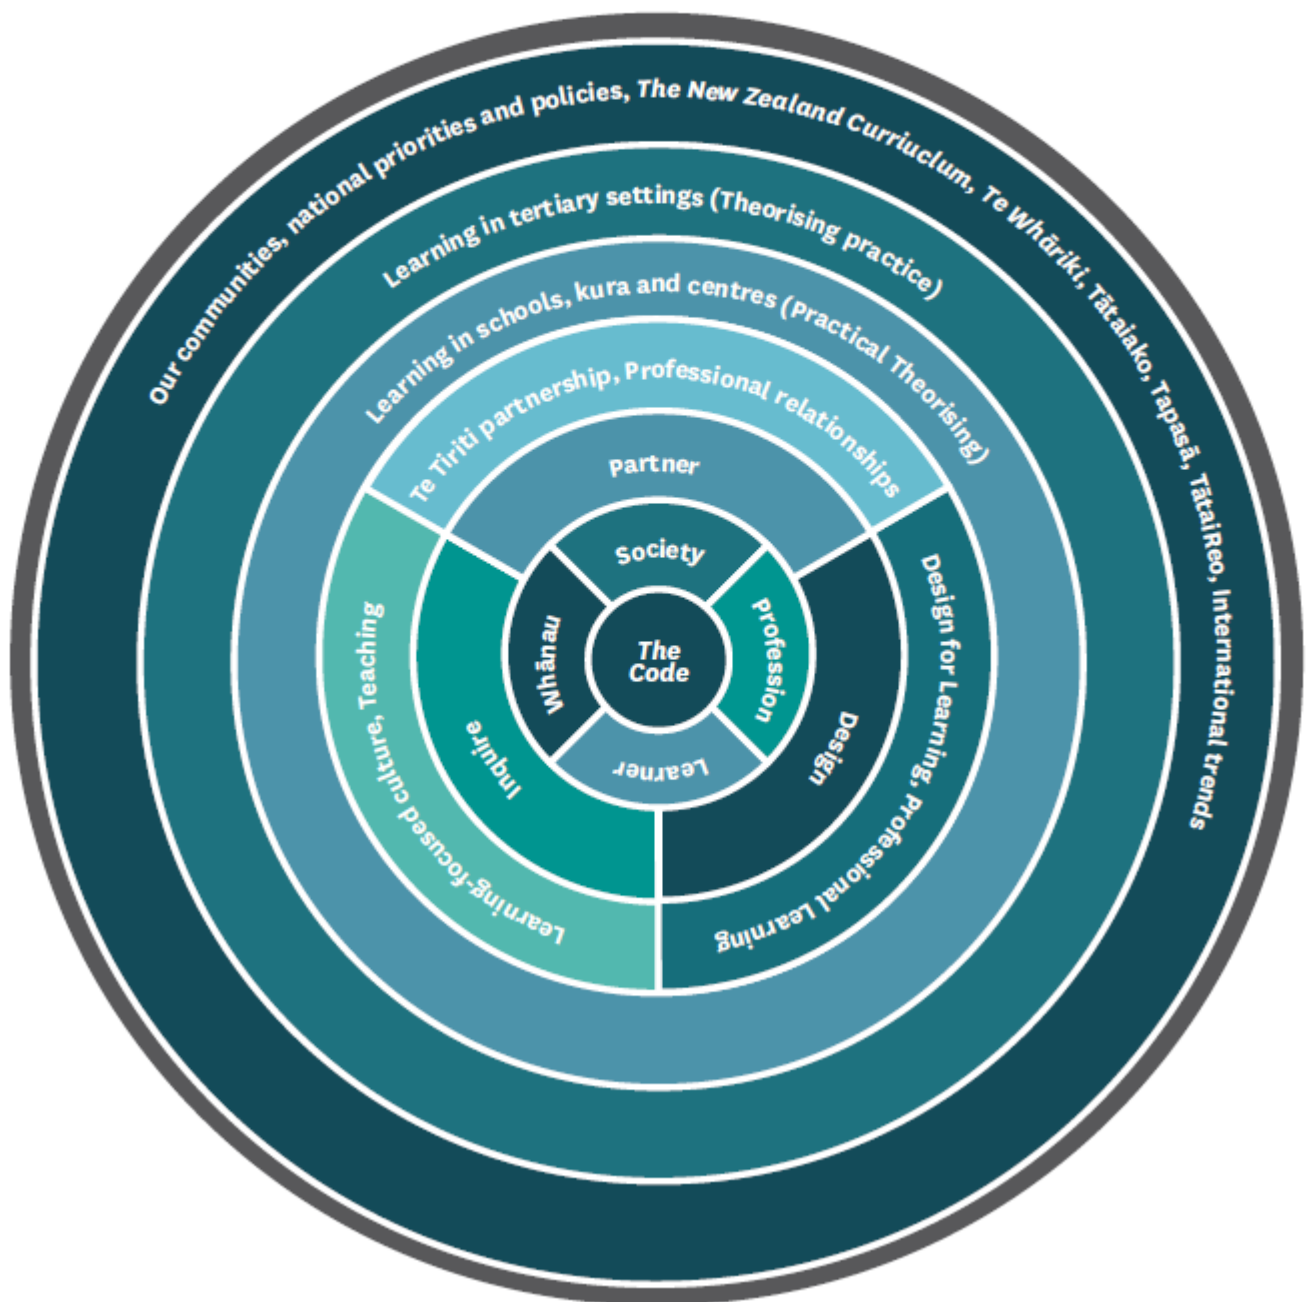 Our communities, national priorities and policies, The New Zealand Curriuclum, Te Whāriki, Tātaiako, Tapasā, TātaiReo, International trends
Learning in tertiary settings (Theorising practice)
Learning in schools, kura and centres (Practical Theorising)
Te Tiriti partnership, Professional relationships
Design for Learning, Professional Learning
Learning-focused culture, Teaching
Partner
Design
Inquire
Society
Profession
Learner
Whānau
The
Code